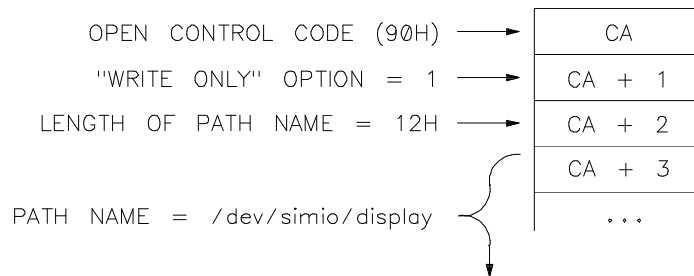 OPEN CONTROL CODE (90H) CA
"WRITE ONLY" OPTION = 1 CA + 1
LENGTH OF PATH NAME = 12H CA + 2
CA + 3
PATH NAME = /dev/simio/display ...